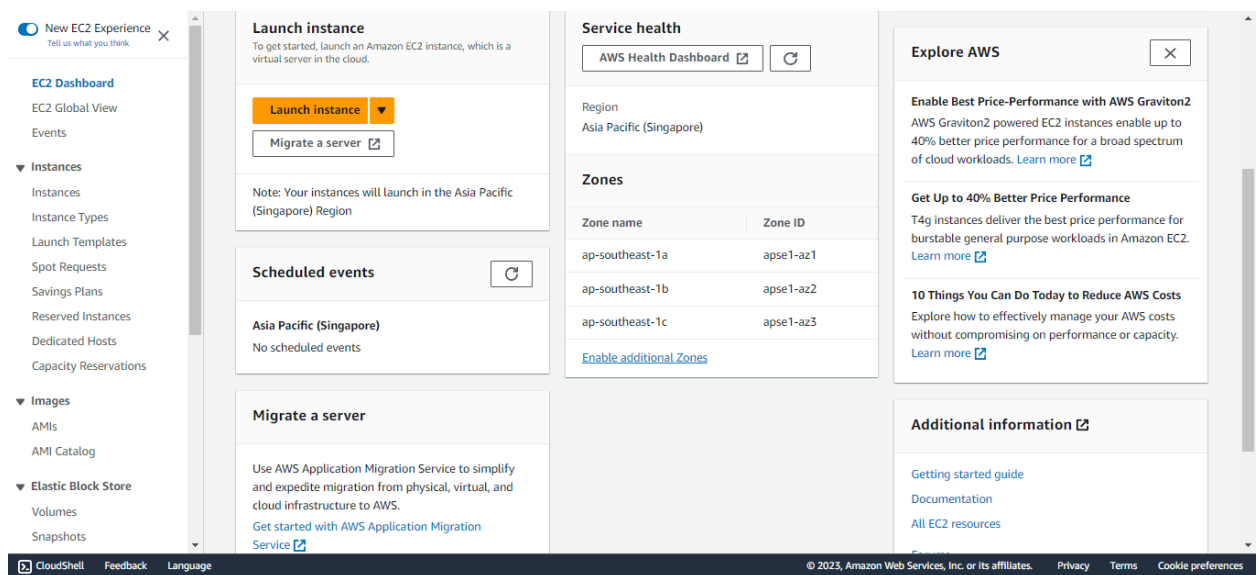 New EC2 Experience
Tell us what you think
EC2 Dashboard
EC2 Global View
Events
Instances
Instances
Instance Types
Launch Templates
Spot Requests
Savings Plans
Reserved Instances
Dedicated Hosts
Capacity Reservations
Images
AMIs
AMI Catalog
Elastic Block Store
Volumes
Snapshots
Launch instance
To get started, launch an Amazon EC2 instance, which is a
virtual server in the cloud.
Launch instance
Migrate a server
Note: Your instances will launch in the Asia Pacific
(Singapore) Region
Scheduled events
Asia Pacific (Singapore)
No scheduled events
Migrate a server
Use AWS Application Migration Service to simplify
and expedite migration from physical, virtual, and
cloud infrastructure to AWS.
Get started with AWS Application Migration
Service
Service health
AWS Health Dashboard
Region
Asia Pacific (Singapore)
Zones
Zone name Zone ID
ap-southeast-1a apse1-az1
ap-southeast-1b apse1-az2
ap-southeast-1c apse1-az3
Enable additional Zones
Explore AWS
Enable Best Price-Performance with AWS Graviton2
AWS Graviton2 powered EC2 instances enable up to
40% better price performance for a broad spectrum
of cloud workloads. Learn more
Get Up to 40% Better Price Performance
T4g instances deliver the best price performance for
burstable general purpose workloads in Amazon EC2.
Learn more
10 Things You Can Do Today to Reduce AWS Costs
Explore how to effectively manage your AWS costs
without compromising on performance or capacity.
Learn more
Additional information
Getting started guide
Documentation
All EC2 resources
CloudShell Feedback Language
© 2023, Amazon Web Services, Inc. or its affiliates. Privacy Terms Cookie preferences